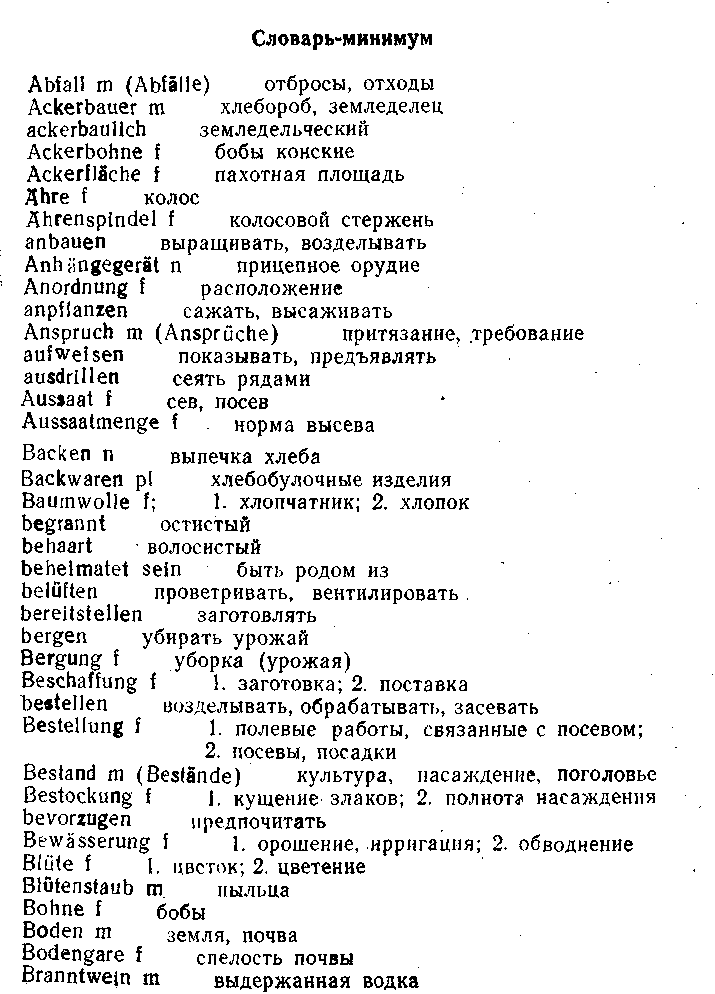 Словарь-минимум
Abfall m (Abfälle) отбросы, отходы
Ackerbauer m хлебороб, земледелец
ackerbaulich земледельческий
Ackerbohne f бобы конские
Ackerfläche f пахотная площадь
Ähre f колос
Ährenspindel f колосовой стержень
anbauen выращивать, возделывать
Anhängegerät n прицепное орудие
Anordnung f расположение
anpflanzen сажать, высаживать
Anspruch m (Ansprüche) притязание, требование
aufweisen показывать, предъявлять
ausdrillen сеять рядами
Aussaat f сев, посев
Aussaatmenge f норма высева
Backen n выпечка хлеба
Backwaren pl хлебобулочные изделия
Baumwolle f; 1. хлопчатник; 2. хлопок
begrannt остистый
behaart волосистый
beheimatet sein быть родом из
belüften проветривать, вентилировать
bereitstellen заготовлять
bergen убирать урожай
Bergung f уборка (урожая)
Beschaffung f 1. заготовка; 2. поставка
bestellen возделывать, обрабатывать, засевать
Bestellung f 1. полевые работы, связанные с посевом;
2. посевы, посадки
Bestand m (Bestände) культура, насаждение, поголовье
Bestockung f 1. кущение злаков; 2. полнота насаждения
bevorzugen предпочитать
Bewässerung f 1. орошение, ирригация; 2. обводнение
Blüte f 1. цветок; 2. цветение
Blütenstaub m пыльца
Bohne f бобы
Boden m земля, почва
Bodengare f спелость почвы
Branntwein m выдержанная водка